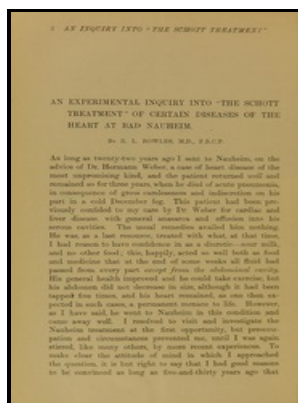 2 AN INQUIRY INTO "THE SCHOTT TREATMENT"
AN EXPERIMENTAL INQUIRY INTO "THE SCHOTT
TREATMENT" OF CERTAIN DISEASES OF THE
HEART AT BAD NAUHEIM.
By R. L. BOWLES, M.D., F.R.C.P.
As long as twenty-two years ago I sent to Nauheim, on the
advice of Dr. Hermann Weber, a case of heart disease of the
most unpromising kind, and the patient returned well and
remained so for three years, when he died of acute pneumonia,
in consequence of gross carelessness and indiscretion on his
part in a cold December fog. This patient had been pre-
viously confided to my care by Dr. Weber for cardiac and
liver disease, with general anasarca and effusion into his
serous cavities. The usual remedies availed him nothing.
He was, as a last resource, treated with what, at that time,
I had reason to have confidence in as a diuretic—sour milk,
and no other food; this, happily, acted so well both as food
and medicine that at the end of some weeks all fluid had
passed from every part except from the abdominal cavity.
His general health improved and he could take exercise, but
his abdomen did not decrease in size, although it had been
tapped five times, and his heart remained, as one then ex-
pected in such cases, a permanent menace to life. However,
as I have said, he went to Nauheim in this condition and
came away well. I resolved to visit and investigate the
Nauheim treatment at the first opportunity, but preoccu-
pation and circumstances prevented me, until I was again
stirred, like many others, by more recent experiences. To
make clear the attitude of mind in which I approached
the question, it is but right to say that I had good reasons
to be convinced as long as five-and-thirty years ago that